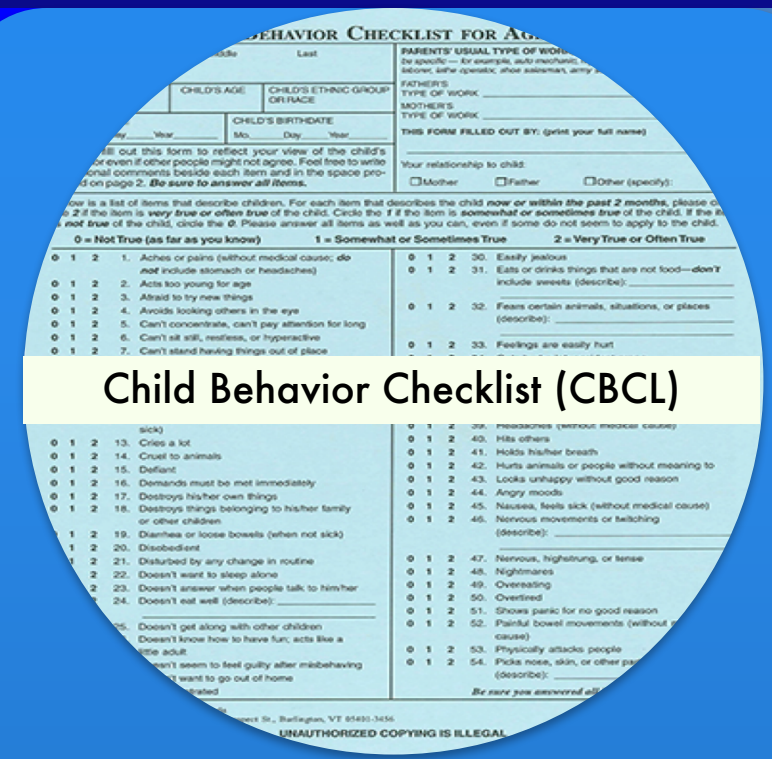 BEHAVIOR CHECKLIST FOR
Last
PARENTS' USUAL TYPE OF
be specific — for example, auto mechanic,
laborer, lathe operator, shoe salesman, army
CHILD'S AGE
CHILD'S ETHNIC GROUP
OR RACE
FATHER'S
TYPE OF WORK
MOTHER'S
TYPE OF WORK
CHILD'S BIRTHDATE
Year
Mo. Day Year
THIS FORM FILLED OUT BY: (print your full name)
out this form to reflect your view of the child's
or even if other people might not agree. Feel free to write
comments beside each item and in the space pro-
on page 2. Be sure to answer all items.
Your relationship to child:
Mother Father Other (specify):
is a list of items that describe children. For each item that describes the child now or within the past 2 months, please
2 if the item is very true or often true of the child. Circle the 1 if the item is somewhat or sometimes true of the child. If the
not true of the child, circle the 0. Please answer all items as well as you can, even if some do not seem to apply to the child.
0 = Not True (as far as you know) 1 = Somewhat or Sometimes True 2 = Very True or Often True
0 1 2 1. Aches or pains (without medical cause; do
not include stomach or headaches)
0 1 2 2. Acts too young for age
0 1 2 3. Afraid to try new things
0 1 2 4. Avoids looking others in the eye
0 1 2 5. Can't concentrate, can't pay attention for long
0 1 2 6. Can't sit still, restless, or hyperactive
0 1 2 7. Can't stand having things out of place
0 1 2 30. Easily jealous
0 1 2 31. Eats or drinks things that are not food—don't
include sweets (describe):
0 1 2 32. Fears certain animals, situations, or places
(describe):
0 1 2 33. Feelings are easily hurt
Child Behavior Checklist (CBCL)
sick)
0 1 2 13. Cries a lot
0 1 2 14. Cruel to animals
0 1 2 15. Defiant
0 1 2 16. Demands must be met immediately
0 1 2 17. Destroys his/her own things
0 1 2 18. Destroys things belonging to his/her family
or other children
0 1 2 19. Diarrhea or loose bowels (when not sick)
1 2 20. Disobedient
1 2 21. Disturbed by any change in routine
2 22. Doesn't want to sleep alone
2 23. Doesn't answer when people talk to him/her
2 24. Doesn't eat well (describe):
25. Doesn't get along with other children
Doesn't know how to have fun; acts like a
little adult
seem to feel guilty after misbehaving
want to go out of home
39. Headaches (without medical cause)
0 1 2 40. Hits others
0 1 2 41. Holds his/her breath
0 1 2 42. Hurts animals or people without meaning to
0 1 2 43. Looks unhappy without good reason
0 1 2 44. Angry moods
0 1 2 45. Nausea, feels sick (without medical cause)
0 1 2 46. Nervous movements or twitching
(describe):
0 1 2 47. Nervous, highstrung, or tense
0 1 2 48. Nightmares
0 1 2 49. Overeating
0 1 2 50. Overtired
0 1 2 51. Shows panic for no good reason
0 1 2 52. Painful bowel movements (without
cause)
0 1 2 53. Physically attacks people
0 1 2 54. Picks nose, skin, or other
(describe):
Be sure you answered all
St., Burlington, VT 05401-3456
UNAUTHORIZED COPYING IS ILLEGAL